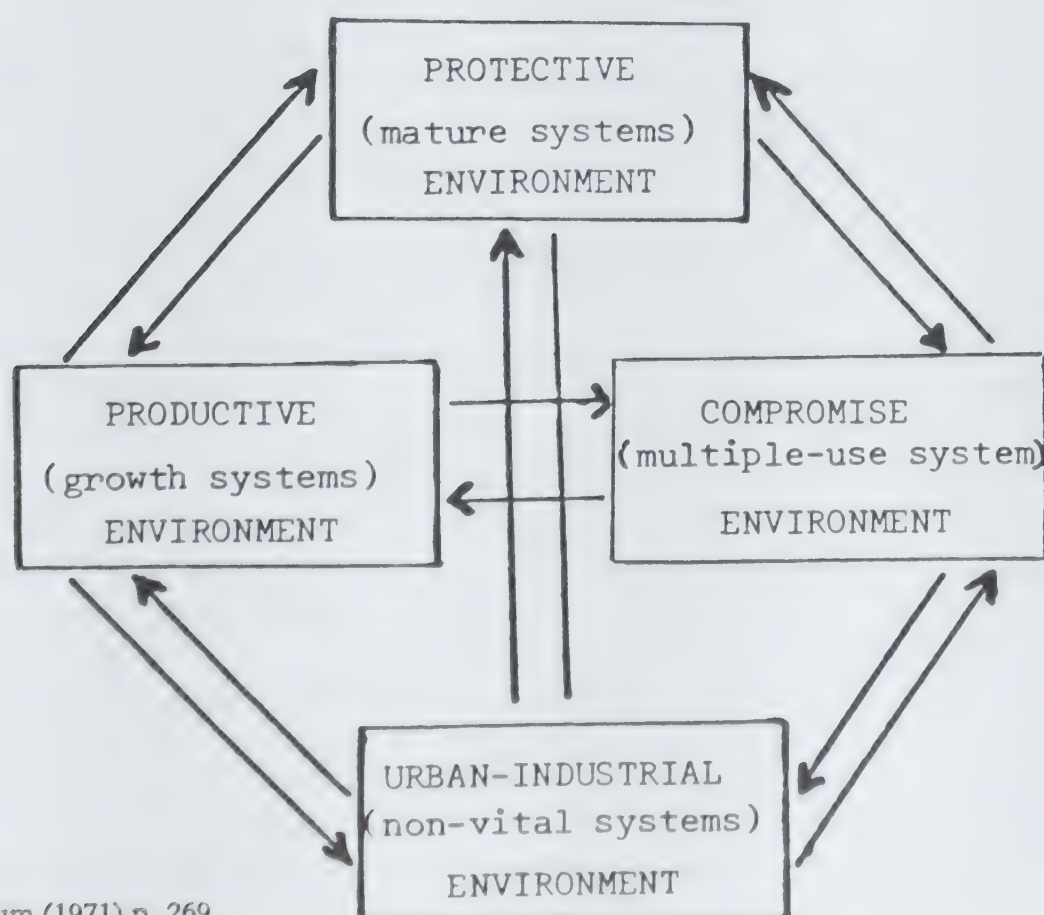 PROTECTIVE
(mature systems)
ENVIRONMENT
PRODUCTIVE
(growth systems)
ENVIRONMENT
COMPROMISE
(multiple-use system)
ENVIRONMENT
URBAN-INDUSTRIAL
(non-vital systems)
ENVIRONMENT
(1971) p. 269